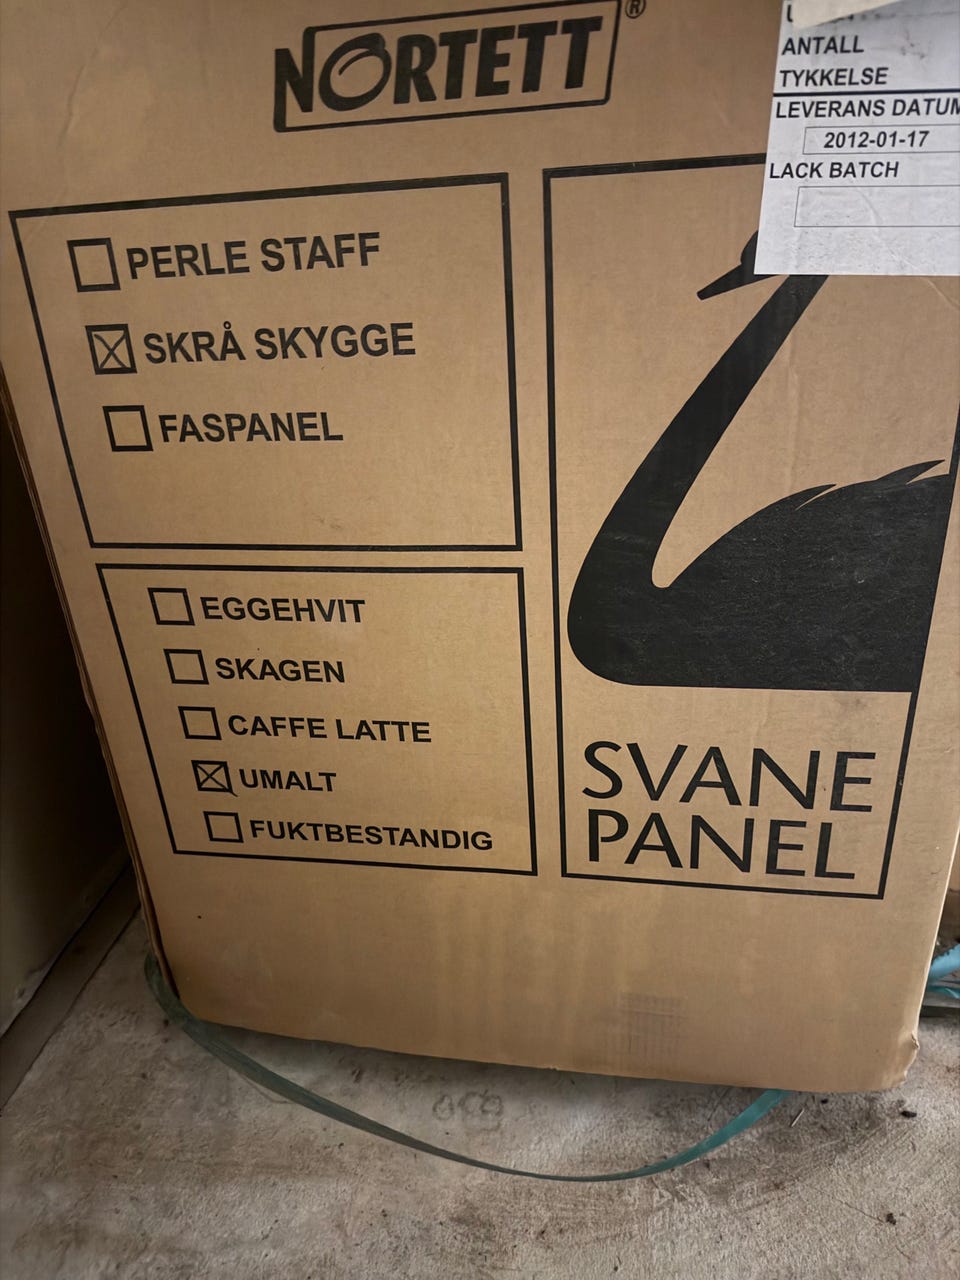 NORTETT®
ANTALL
TYKKELSE
LEVERANS DATUM
2012-01-17
LACK BATCH
PERLE STAFF
SKRÅ SKYGGE
FASPANEL
EGGEHVIT
SKAGEN
CAFFE LATTE
UMALT
FUKTBESTANDIG
SVANE
PANEL